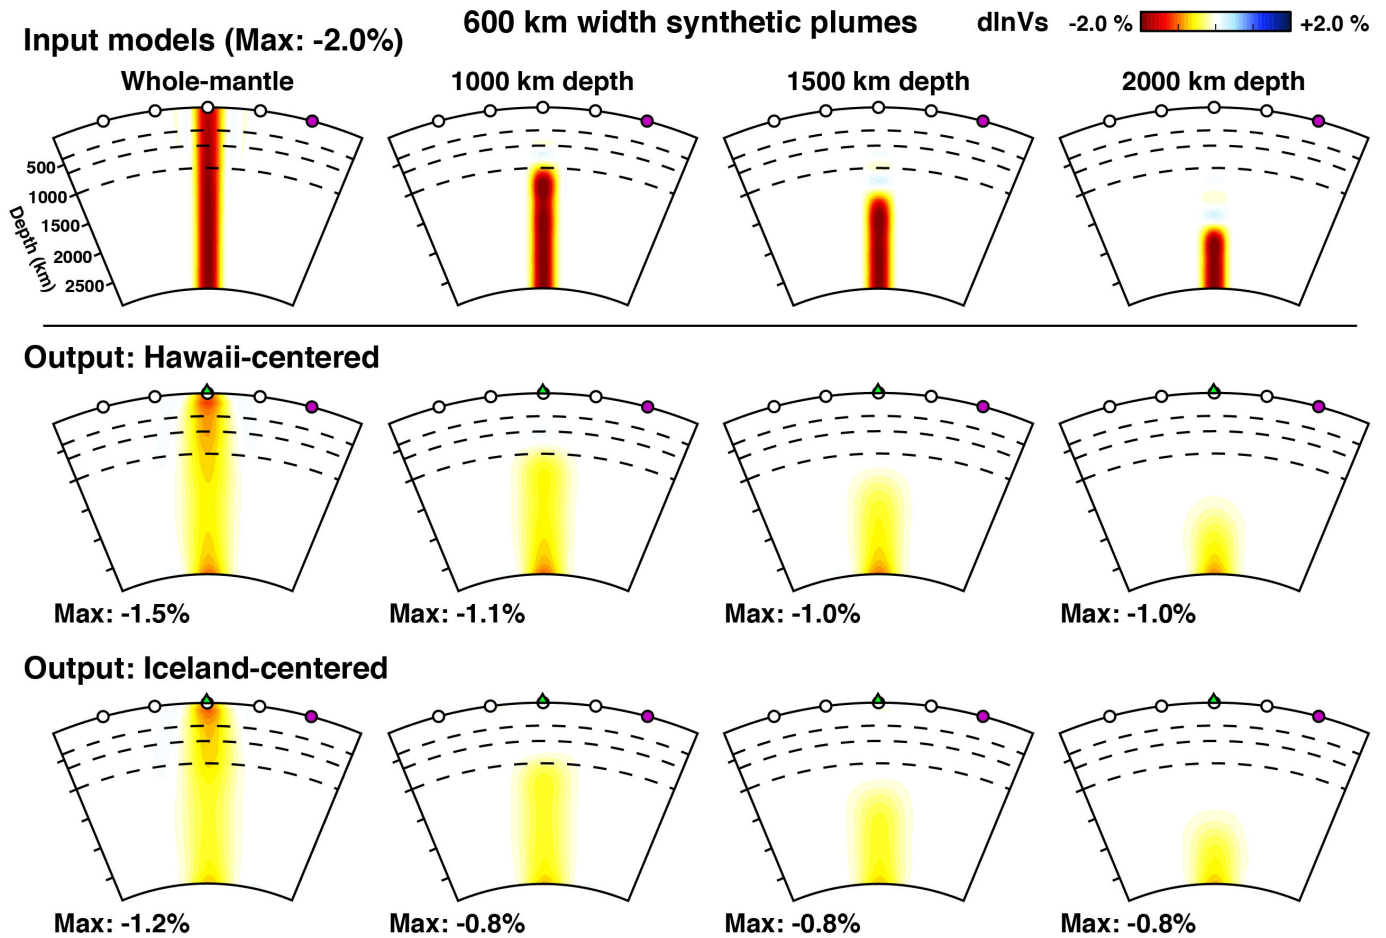 600 km width synthetic plumes
dlnVs -2.0 % +2.0 %
Input models (Max: -2.0%)
Whole-mantle
1000 km depth
1500 km depth
2000 km depth
500
1000
1500
2000
2500
Depth (km)
Output: Hawaii-centered
Max: -1.5%
Max: -1.1%
Max: -1.0%
Max: -1.0%
Output: Iceland-centered
Max: -1.2%
Max: -0.8%
Max: -0.8%
Max: -0.8%